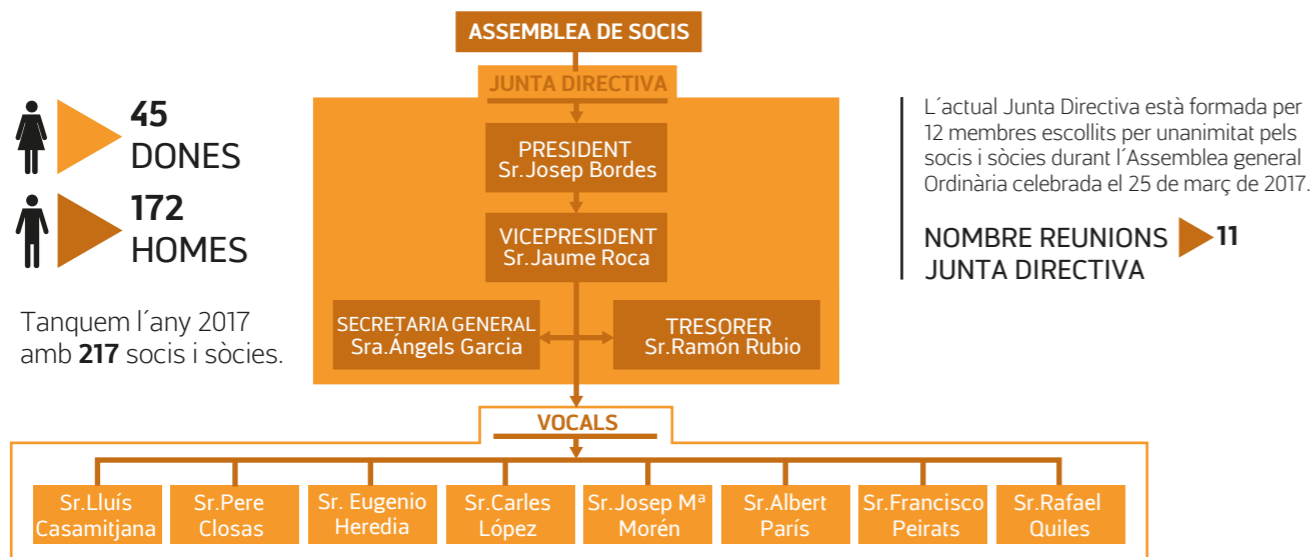 ASSEMBLEA DE SOCIS
JUNTA DIRECTIVA
PRESIDENT
Sr.Josep Bordes
VICEPRESIDENT
Sr.Jaume Roca
SECRETARIA GENERAL
Sra.Ángels Garcia
TRESORER
Sr.Ramón Rubio
45
DONES
172
HOMES
Tanquem l´any 2017
amb 217 socis i sòcies.
L´actual Junta Directiva està formada per
12 membres escollits per unanimitat pels
socis i sòcies durant l´Assemblea general
Ordinària celebrada el 25 de març de 2017.
NOMBRE REUNIONS 11
JUNTA DIRECTIVA
VOCALS
Sr.Lluís
Casamitjana
Sr.Pere
Closas
Sr. Eugenio
Heredia
Sr.Carles
López
Sr.Josep Mª
Morén
Sr.Albert
París
Sr.Francisco
Peirats
Sr.Rafael
Quiles